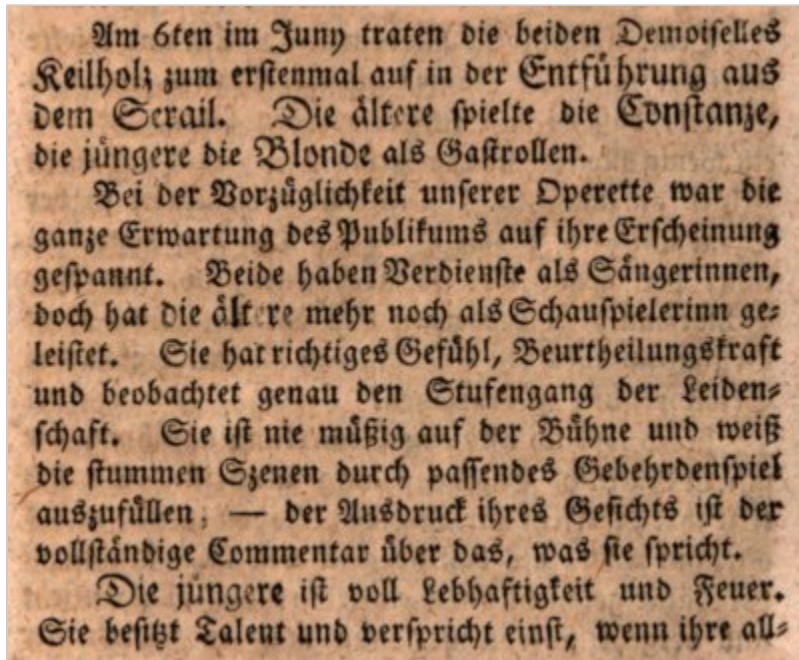 Am 6ten im Juny traten die beiden Demoiſelles
Keilholz zum erſtenmal auf in der Entführung aus
dem Serail. Die ältere ſpielte die Conſtanze,
die jüngere die Blonde als Gaſtrollen.
Bei der Vorzüglichkeit unſerer Operette war die
ganze Erwartung des Publikums auf ihre Erſcheinung
geſpannt. Beide haben Verdienſte als Sängerinnen,
doch hat die ältere mehr noch als Schauſpielerinn ge⸗
leiſtet. Sie hat richtiges Gefühl, Beurtheilungskraft
und beobachtet genau den Stufengang der Leiden⸗
ſchaft. Sie iſt nie müßig auf der Bühne und weiß
die ſtummen Szenen durch paſſendes Gebehrdenſpiel
auszufüllen, — der Ausdruck ihres Geſichts iſt der
vollſtändige Commentar über das, was ſie ſpricht.
Die jüngere iſt voll Lebhaftigkeit und Feuer.
Sie beſitzt Talent und verſpricht einſt, wenn ihre all⸗